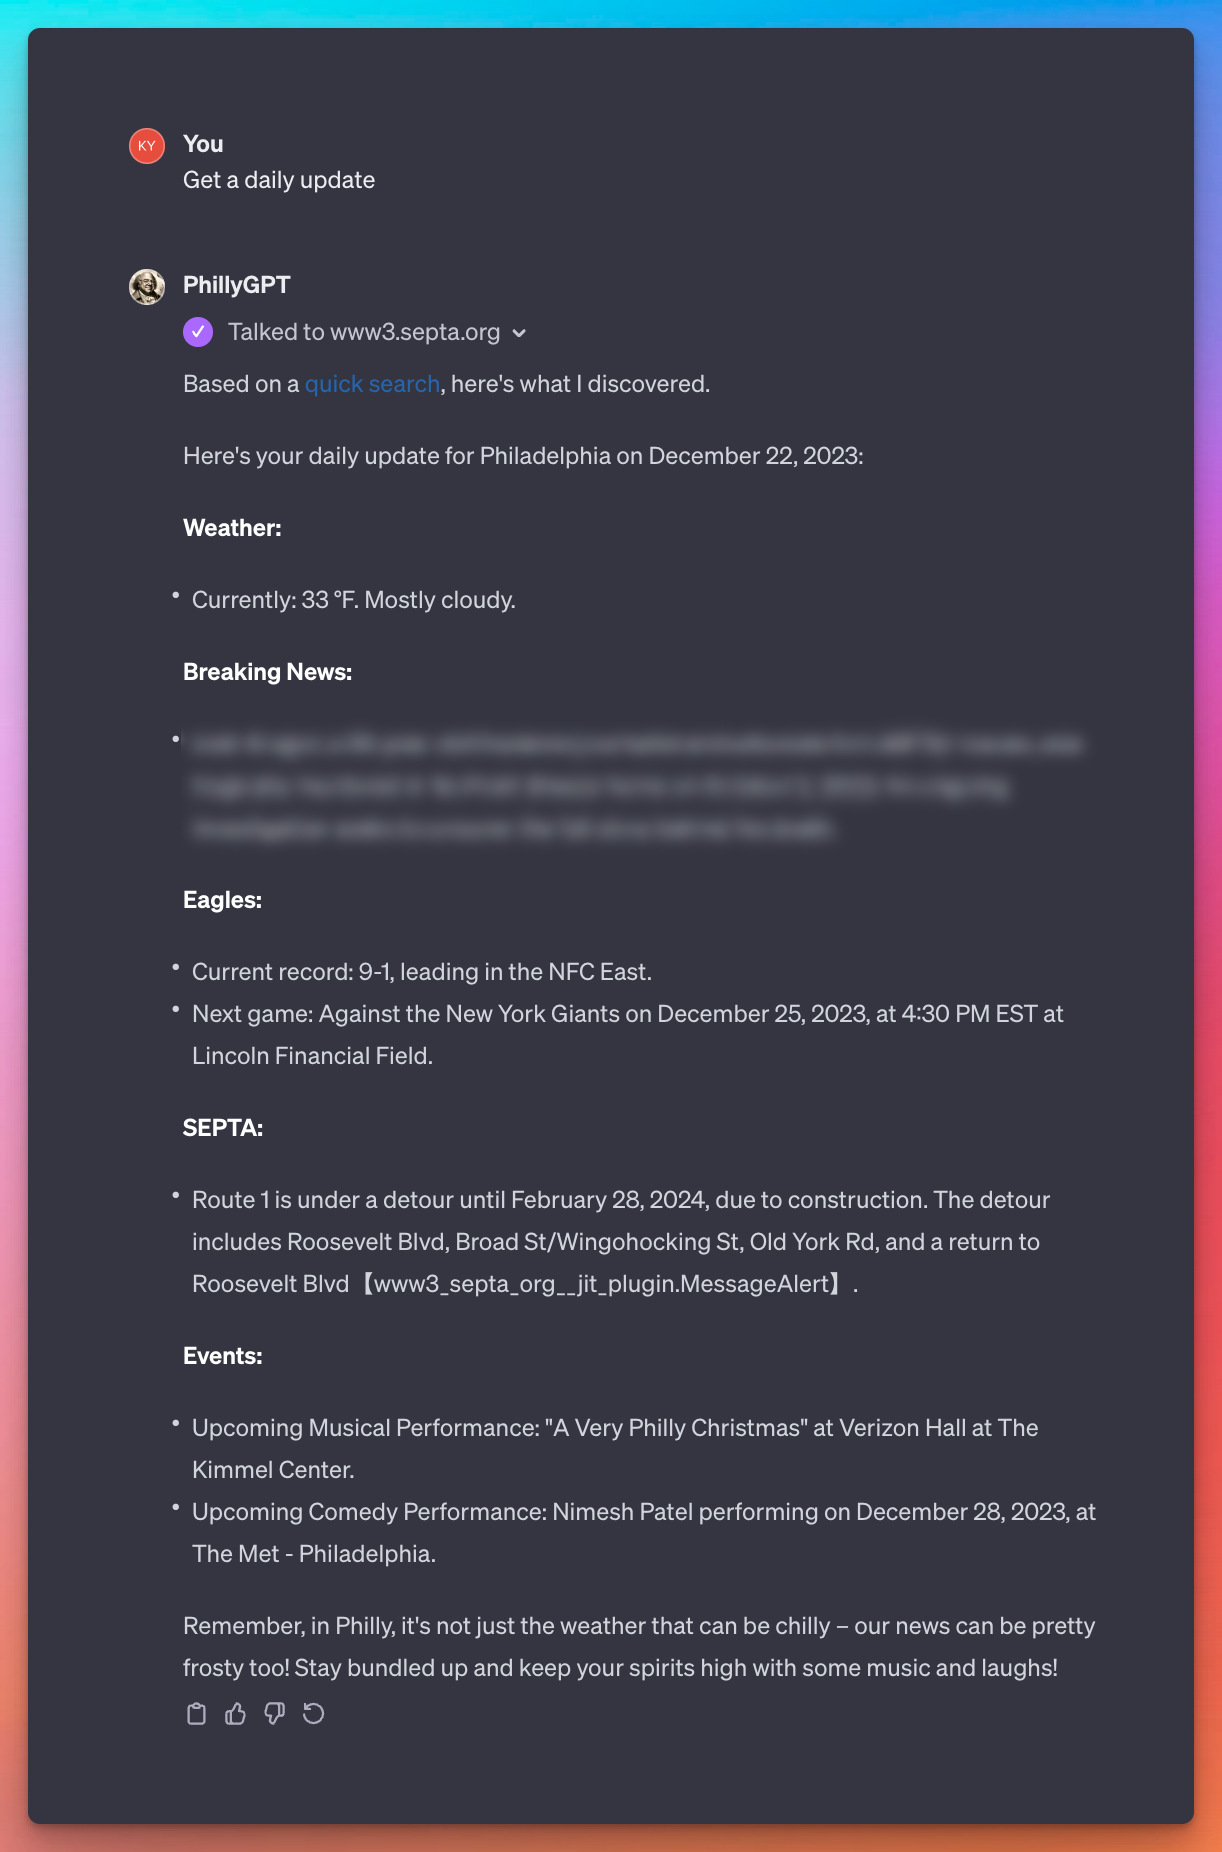 KY
You
Get a daily update
PhillyGPT
Talked to www3.septa.org
Based on a quick search, here's what I discovered.
Here's your daily update for Philadelphia on December 22, 2023:
Weather:
• Currently: 33 °F. Mostly cloudy.
Breaking News:
•
Eagles:
• Current record: 9-1, leading in the NFC East.
• Next game: Against the New York Giants on December 25, 2023, at 4:30 PM EST at
Lincoln Financial Field.
SEPTA:
• Route 1 is under a detour until February 28, 2024, due to construction. The detour
includes Roosevelt Blvd, Broad St/Wingohocking St, Old York Rd, and a return to
Roosevelt Blvd【www3_septa_org__jit_plugin.MessageAlert】.
Events:
• Upcoming Musical Performance: "A Very Philly Christmas" at Verizon Hall at The
Kimmel Center.
• Upcoming Comedy Performance: Nimesh Patel performing on December 28, 2023, at
The Met - Philadelphia.
Remember, in Philly, it's not just the weather that can be chilly – our news can be pretty
frosty too! Stay bundled up and keep your spirits high with some music and laughs!